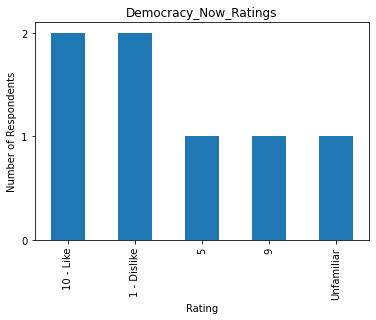 Democracy_Now_Ratings
Number of Respondents
2
1
0
10 - Like
1 - Dislike
5
9
Unfamiliar
Rating